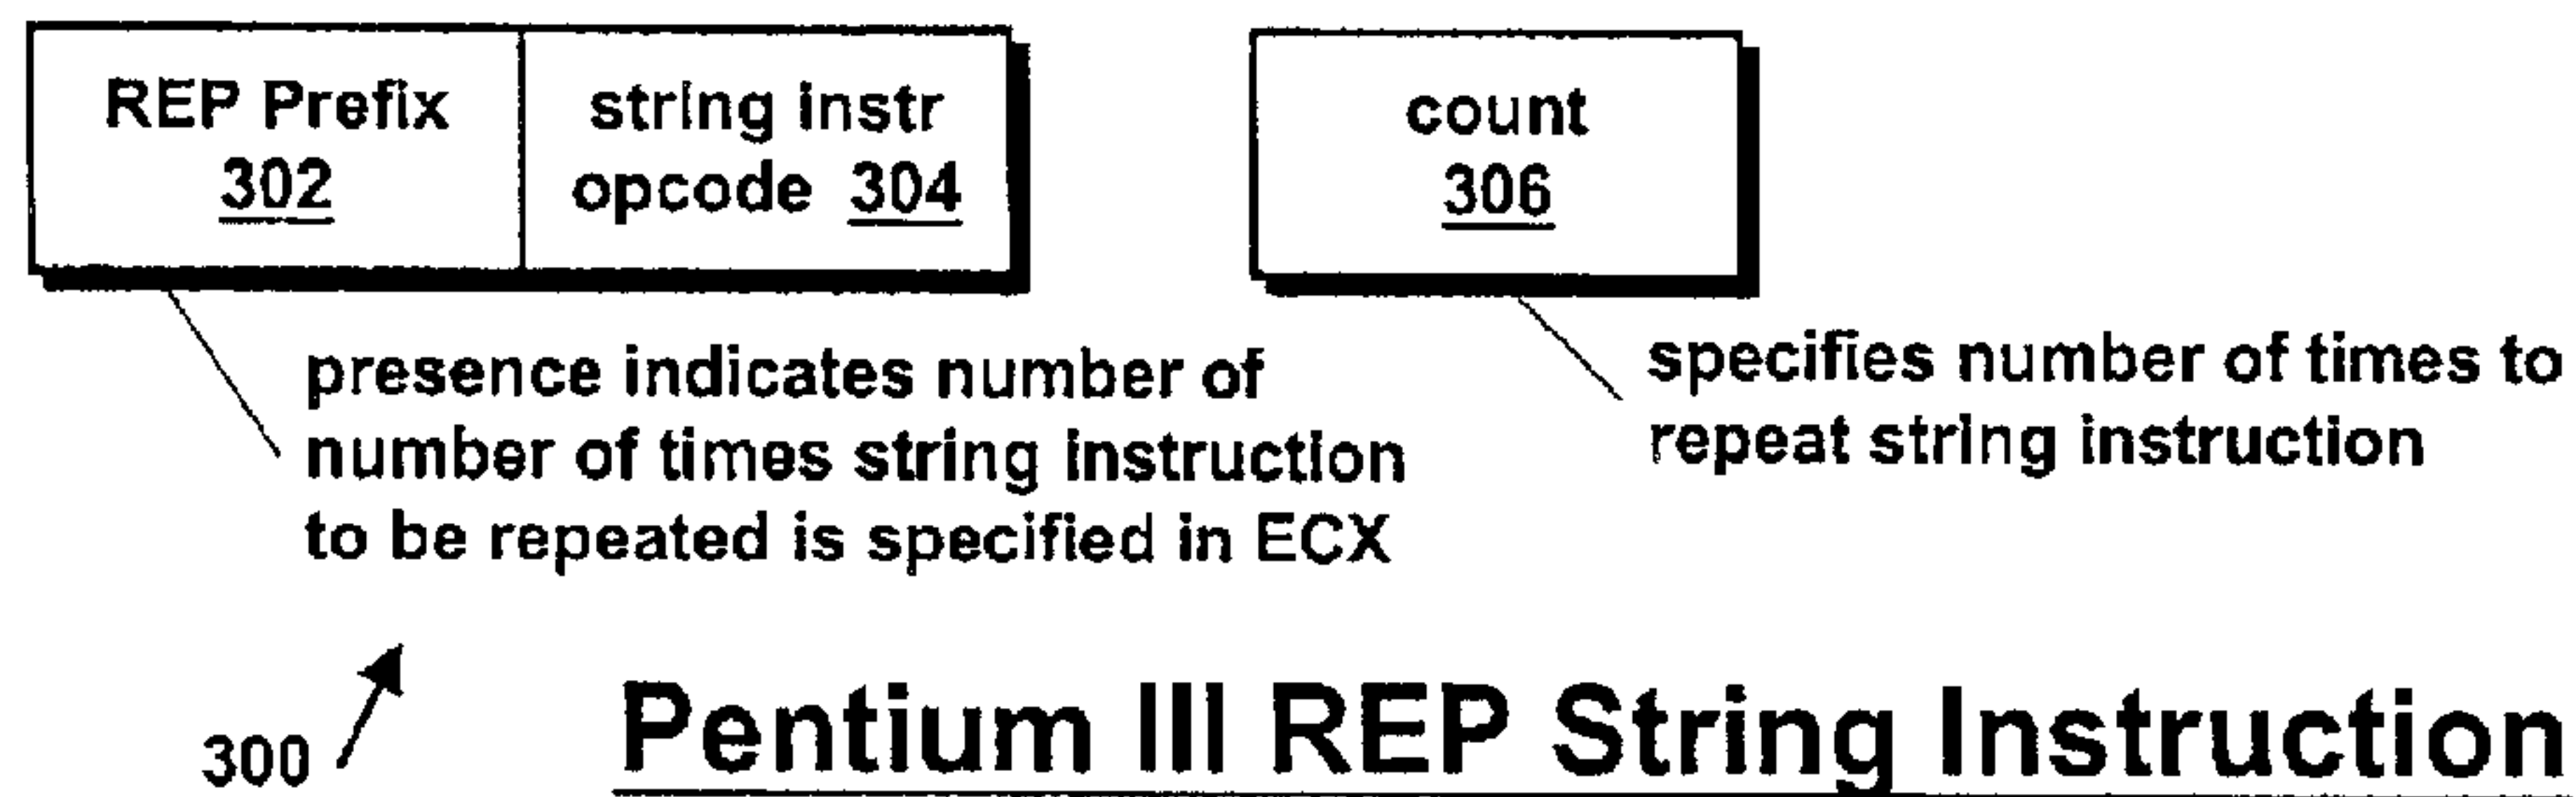 REP Prefix
302
string instr
opcode 304
count
306
presence indicates number of
number of times string instruction
to be repeated is specified in ECX
specifies number of times to
repeat string instruction
300
Pentium III REP String Instruction